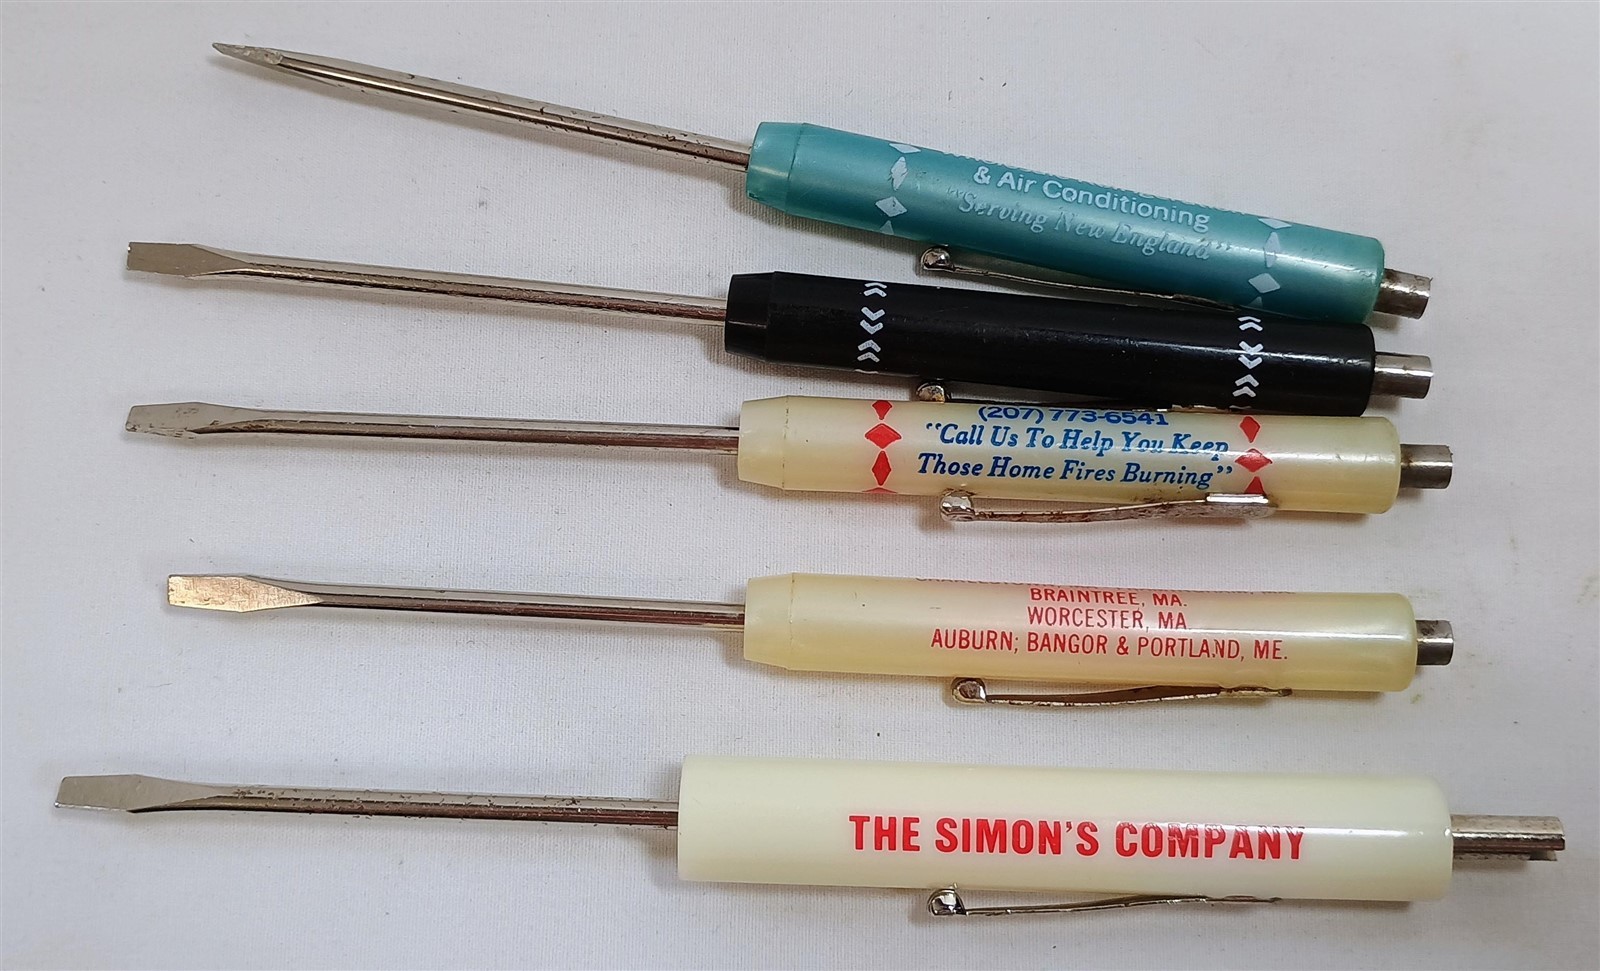 & Air Conditioning
"Serving New England"
(207) 773-6541
"Call Us To Help You Keep
Those Home Fires Burning"
BRAINTREE, MA.
WORCESTER, MA
AUBURN; BANGOR & PORTLAND, ME.
THE SIMON'S COMPANY